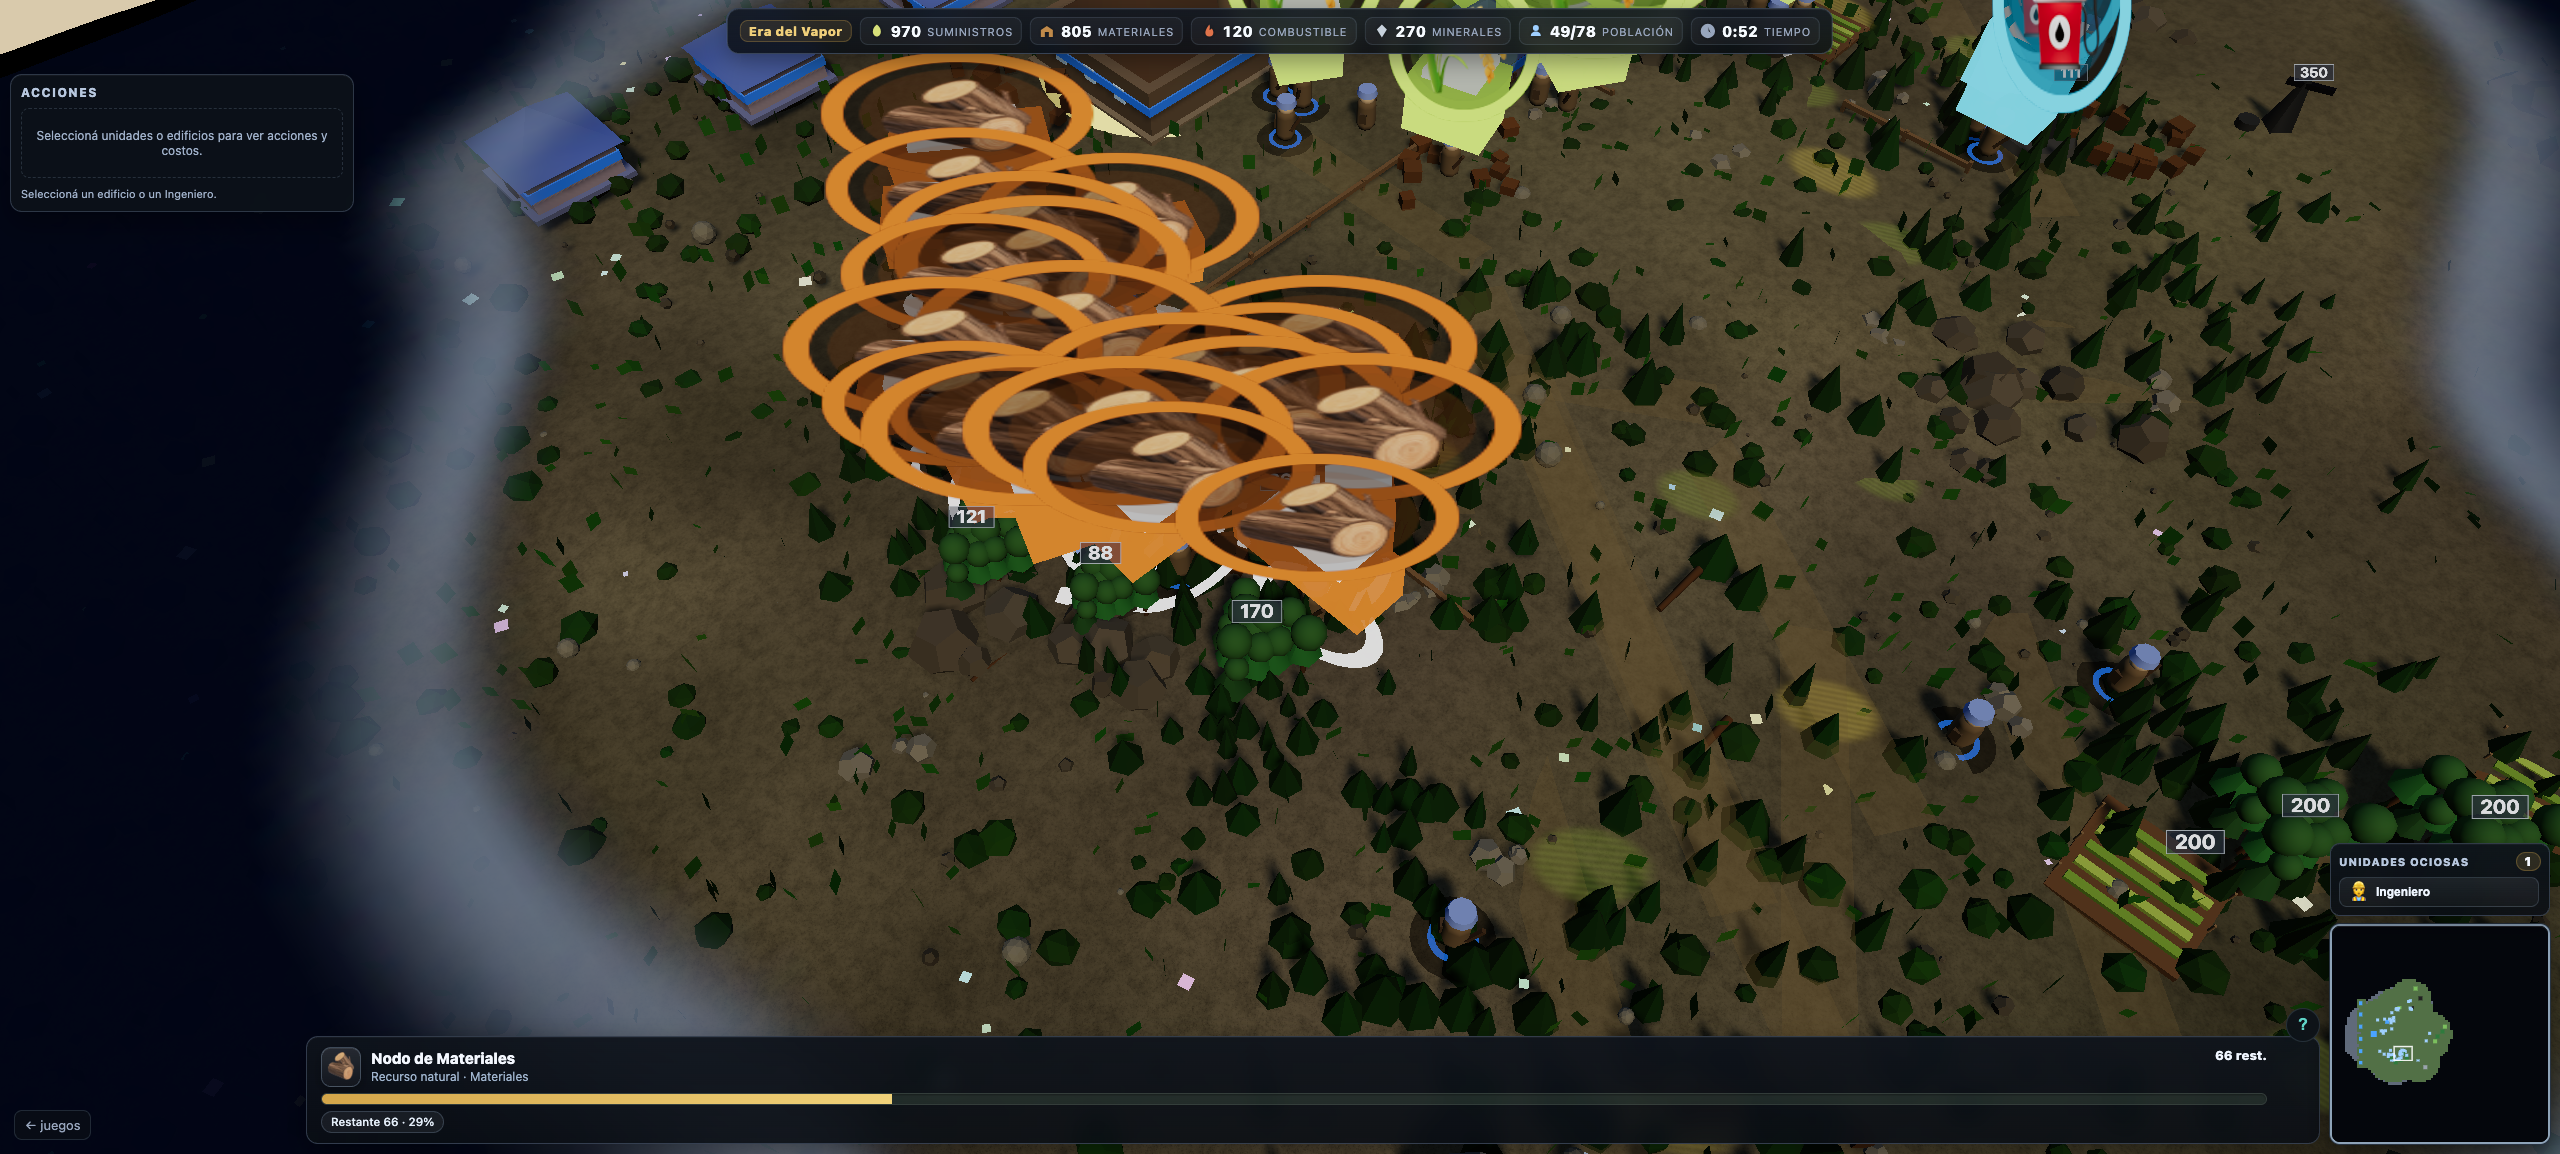 Era del Vapor
970 SUMINISTROS
805 MATERIALES
120 COMBUSTIBLE
270 MINERALES
49/78 POBLACIÓN
0:52 TIEMPO
ACCIONES
Seleccioná unidades o edificios para ver acciones y
costos.
Seleccioná un edificio o un Ingeniero.
111
350
121
88
170
200
200
200
UNIDADES OCIOSAS 1
Ingeniero
?
Nodo de Materiales
66 rest.
Recurso natural · Materiales
Restante 66 · 29%
← juegos